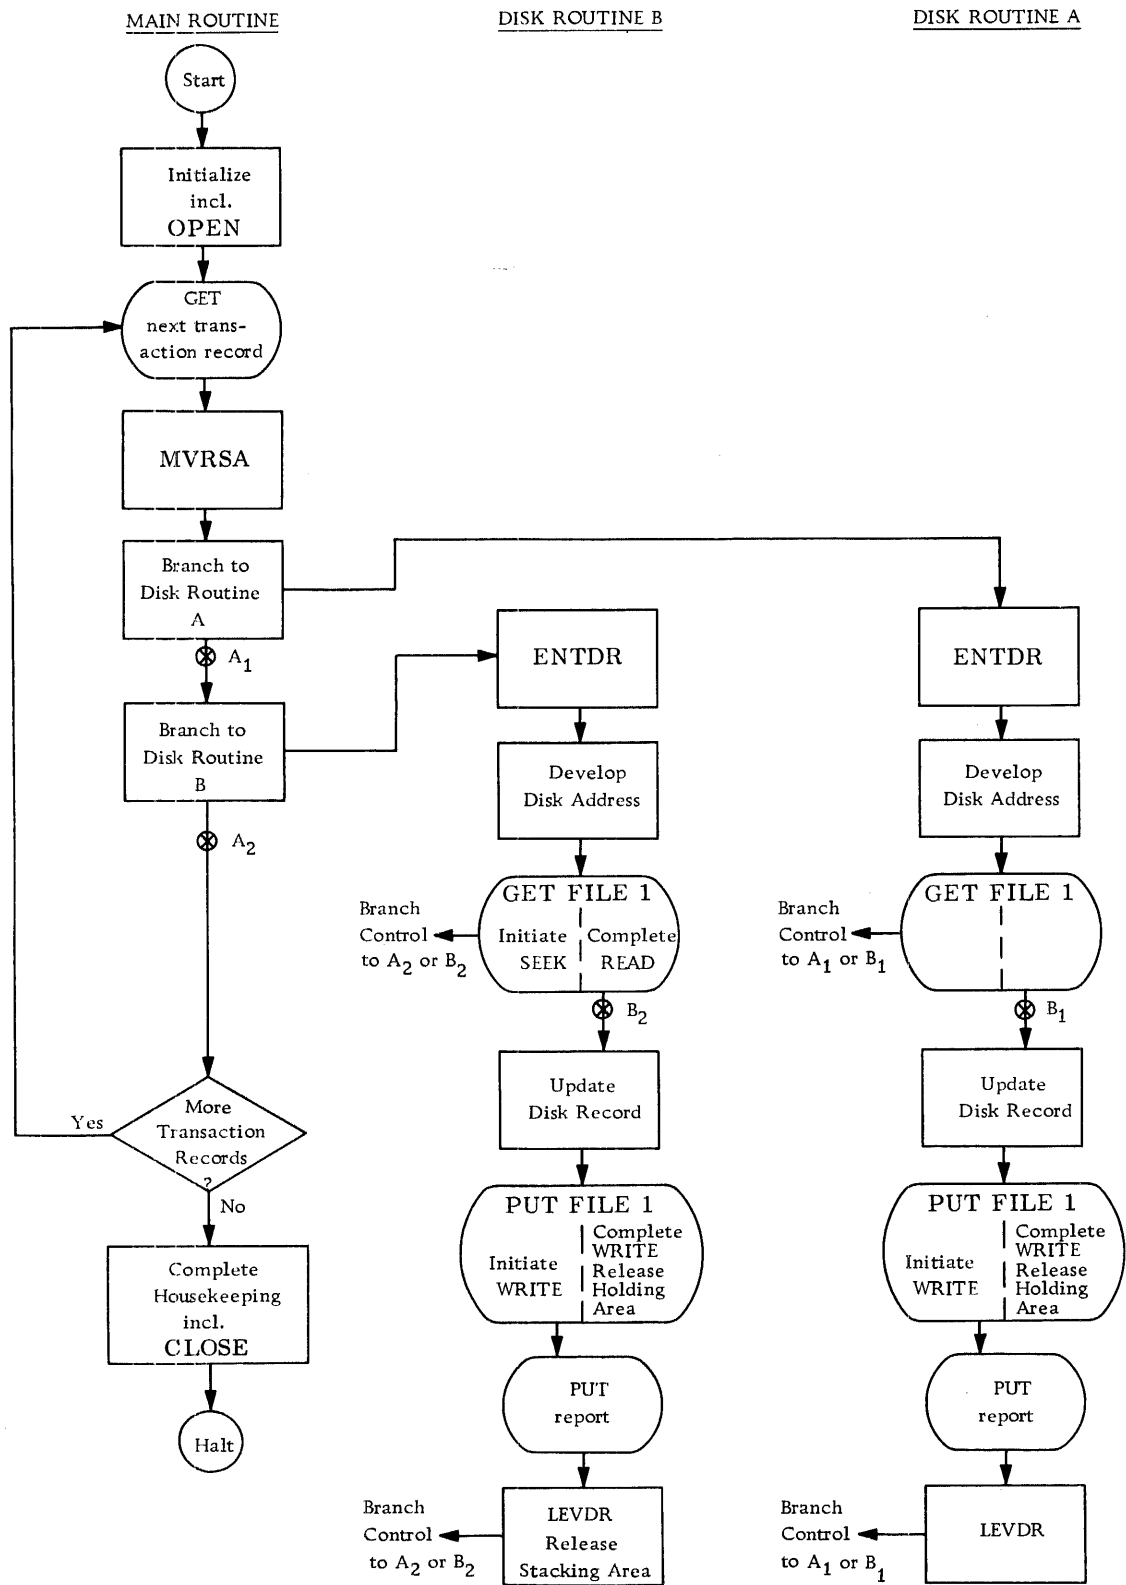 MAIN ROUTINE
Start
Initialize
incl.
OPEN
GET
next trans-
action record
MVRSA
Branch to
Disk Routine
A
A1
Branch to
Disk Routine
B
A2
More
Transaction
Records
?
Yes
No
Complete
Housekeeping
incl.
CLOSE
Halt
DISK ROUTINE B
ENTDR
Develop
Disk Address
GET FILE 1
Initiate
SEEK
Complete
READ
Branch
Control
to A2 or B2
B2
Update
Disk Record
PUT FILE 1
Initiate
WRITE
Complete
WRITE
Release
Holding
Area
PUT
report
LEVDR
Release
Stacking Area
Branch
Control
to A2 or B2
DISK ROUTINE A
ENTDR
Develop
Disk Address
GET FILE 1
Branch
Control
to A1 or B1
B1
Update
Disk Record
PUT FILE 1
Initiate
WRITE
Complete
WRITE
Release
Holding
Area
PUT
report
LEVDR
Branch
Control
to A1 or B1